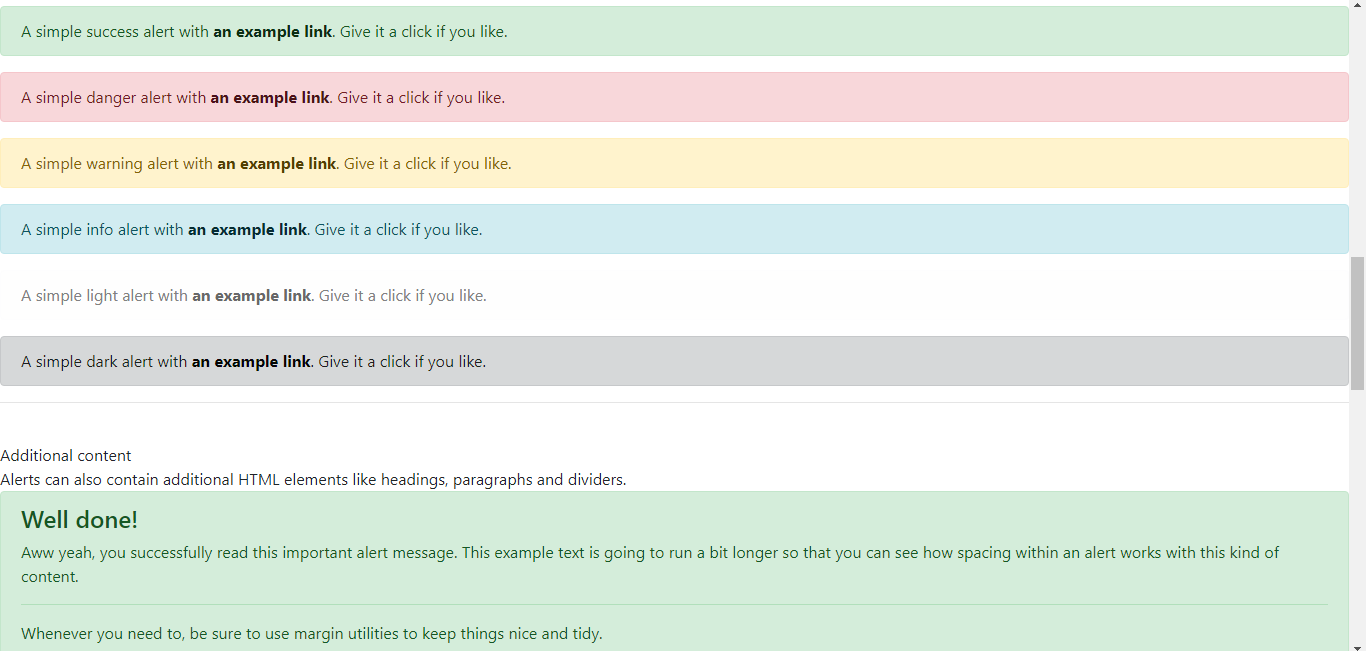 A simple success alert with an example link. Give it a click if you like.
A simple danger alert with an example link. Give it a click if you like.
A simple warning alert with an example link. Give it a click if you like.
A simple info alert with an example link. Give it a click if you like.
A simple light alert with an example link. Give it a click if you like.
A simple dark alert with an example link. Give it a click if you like.
Additional content
Alerts can also contain additional HTML elements like headings, paragraphs and dividers.
Well done!
Aww yeah, you successfully read this important alert message. This example text is going to run a bit longer so that you can see how spacing within an alert works with this kind of
content.
Whenever you need to, be sure to use margin utilities to keep things nice and tidy.